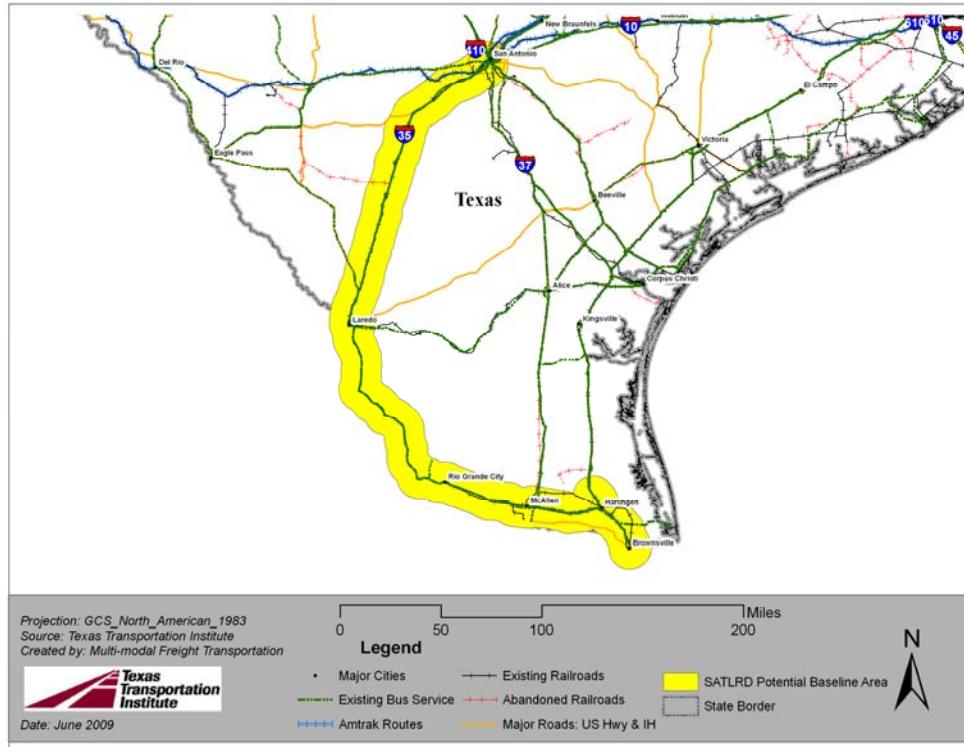 New Braunfels
10
610
610
45
410
San Antonio
Del Rio
El Campo
35
Victoria
Eagle Pass
37
Texas
Beeville
Corpus Christi
Alice
Laredo
Kingsville
Rio Grande City
McAllen
Harlingen
Brownsville
Projection: GCS_North_American_1983
Source: Texas Transportation Institute
Created by: Multi-modal Freight Transportation
Texas
Transportation
Institute
Date: June 2009
Miles
0 50 100 200
Legend
Major Cities
Existing Bus Service
Amtrak Routes
Existing Railroads
Abandoned Railroads
Major Roads: US Hwy & IH
SATLRD Potential Baseline Area
State Border
N